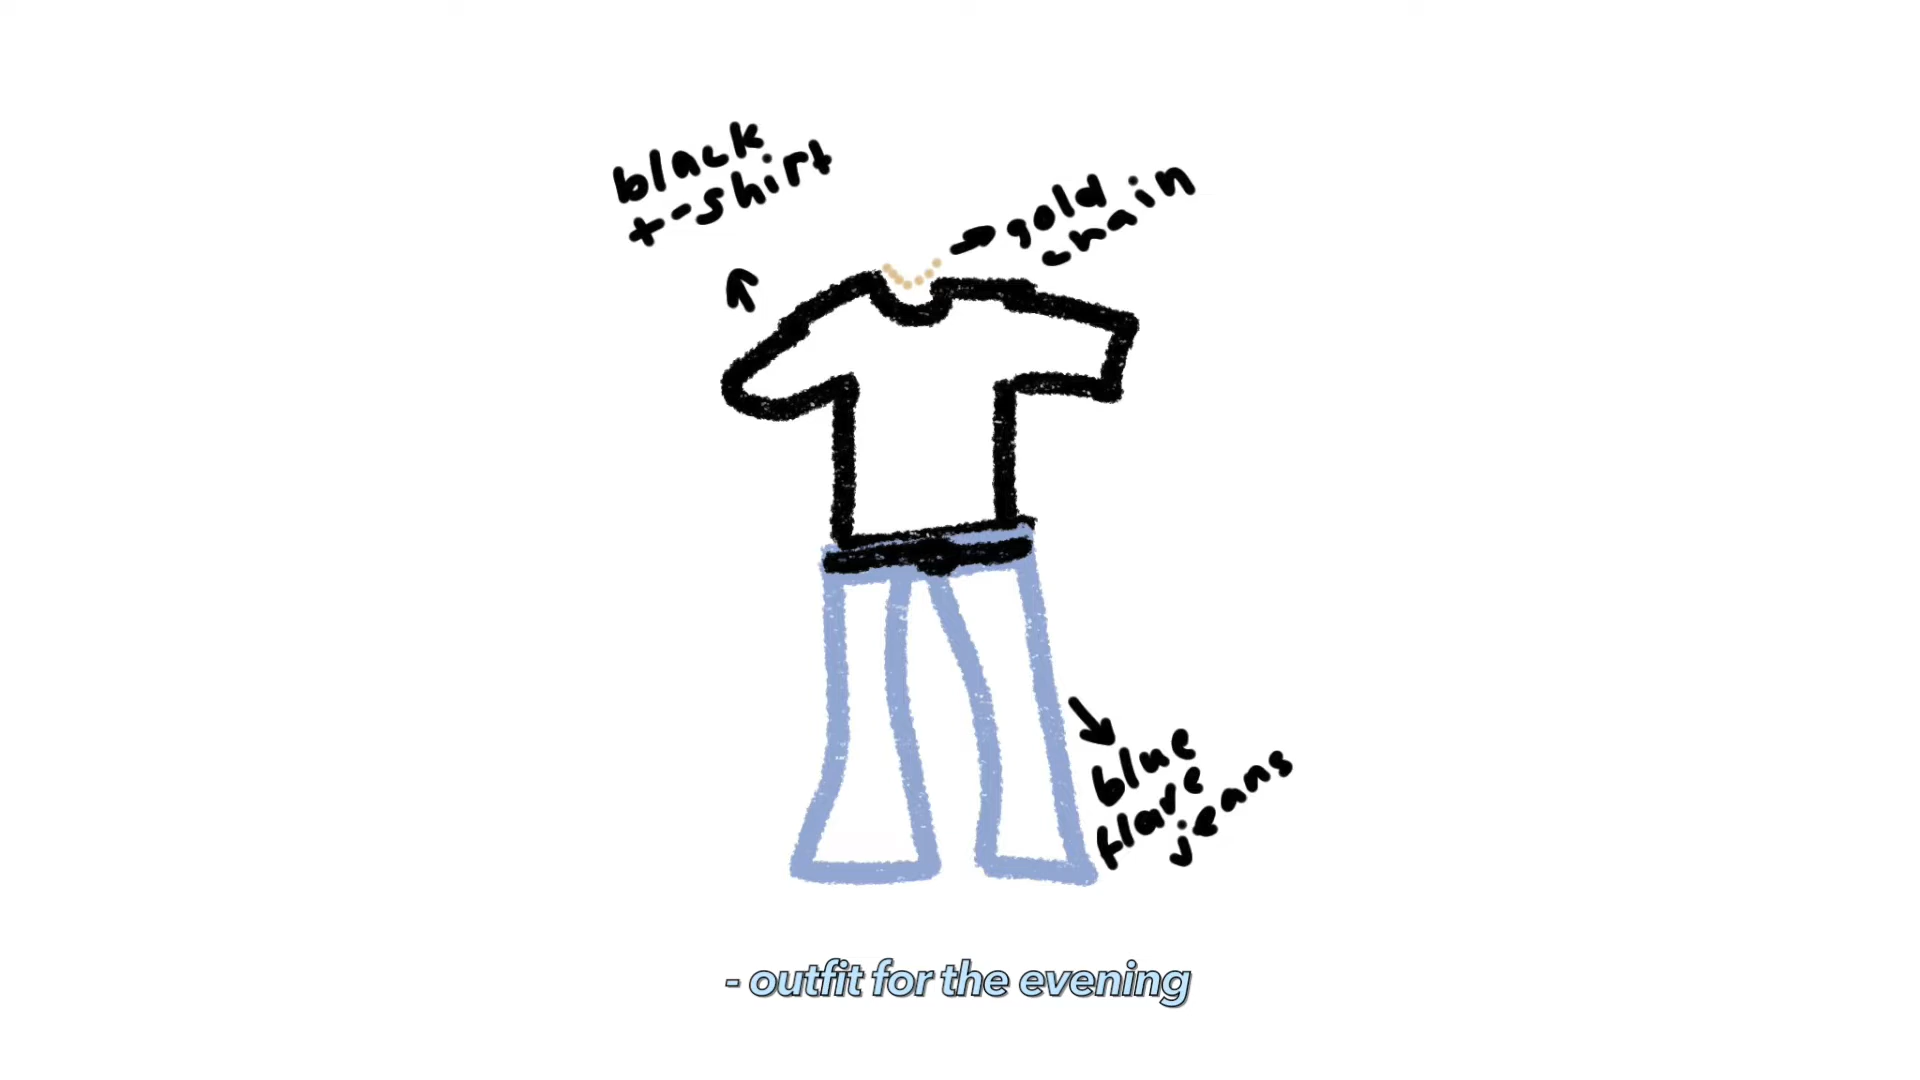 black
t-shirt
gold
chain
blue
flare
jeans
- outfit for the evening